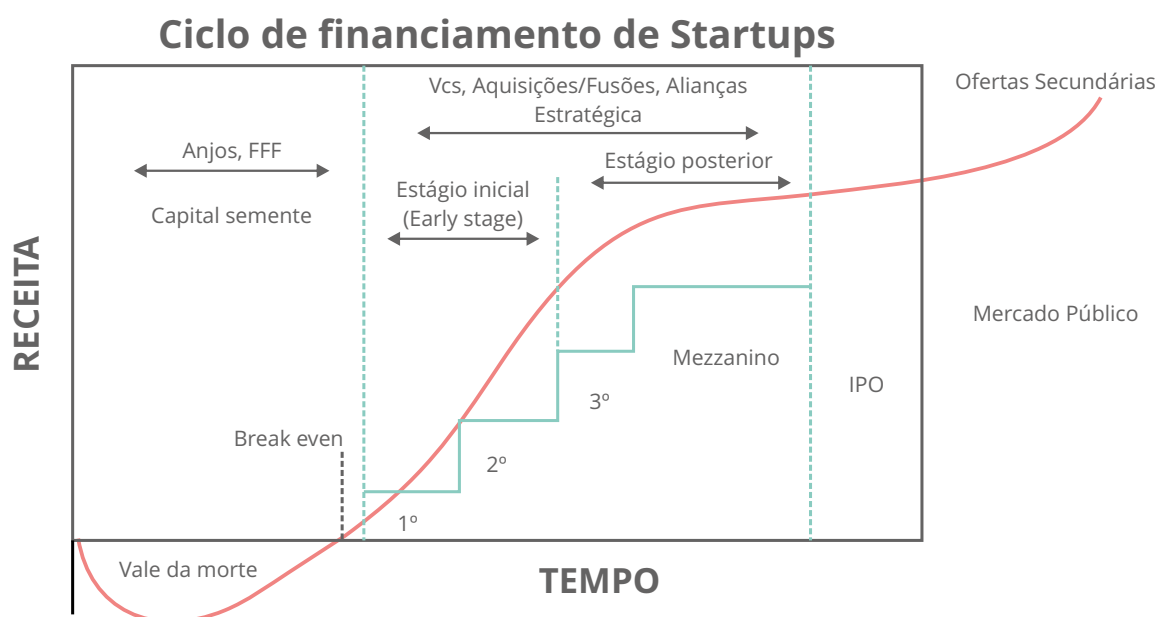 Ciclo de financiamento de Startups
Vcs, Aquisições/Fusões, Alianças
Estratégica
Ofertas Secundárias
Anjos, FFF
Estágio posterior
Capital semente
Estágio inicial
(Early stage)
RECEITA
Mercado Público
Mezzanino
IPO
3º
Break even
2º
1º
Vale da morte
TEMPO